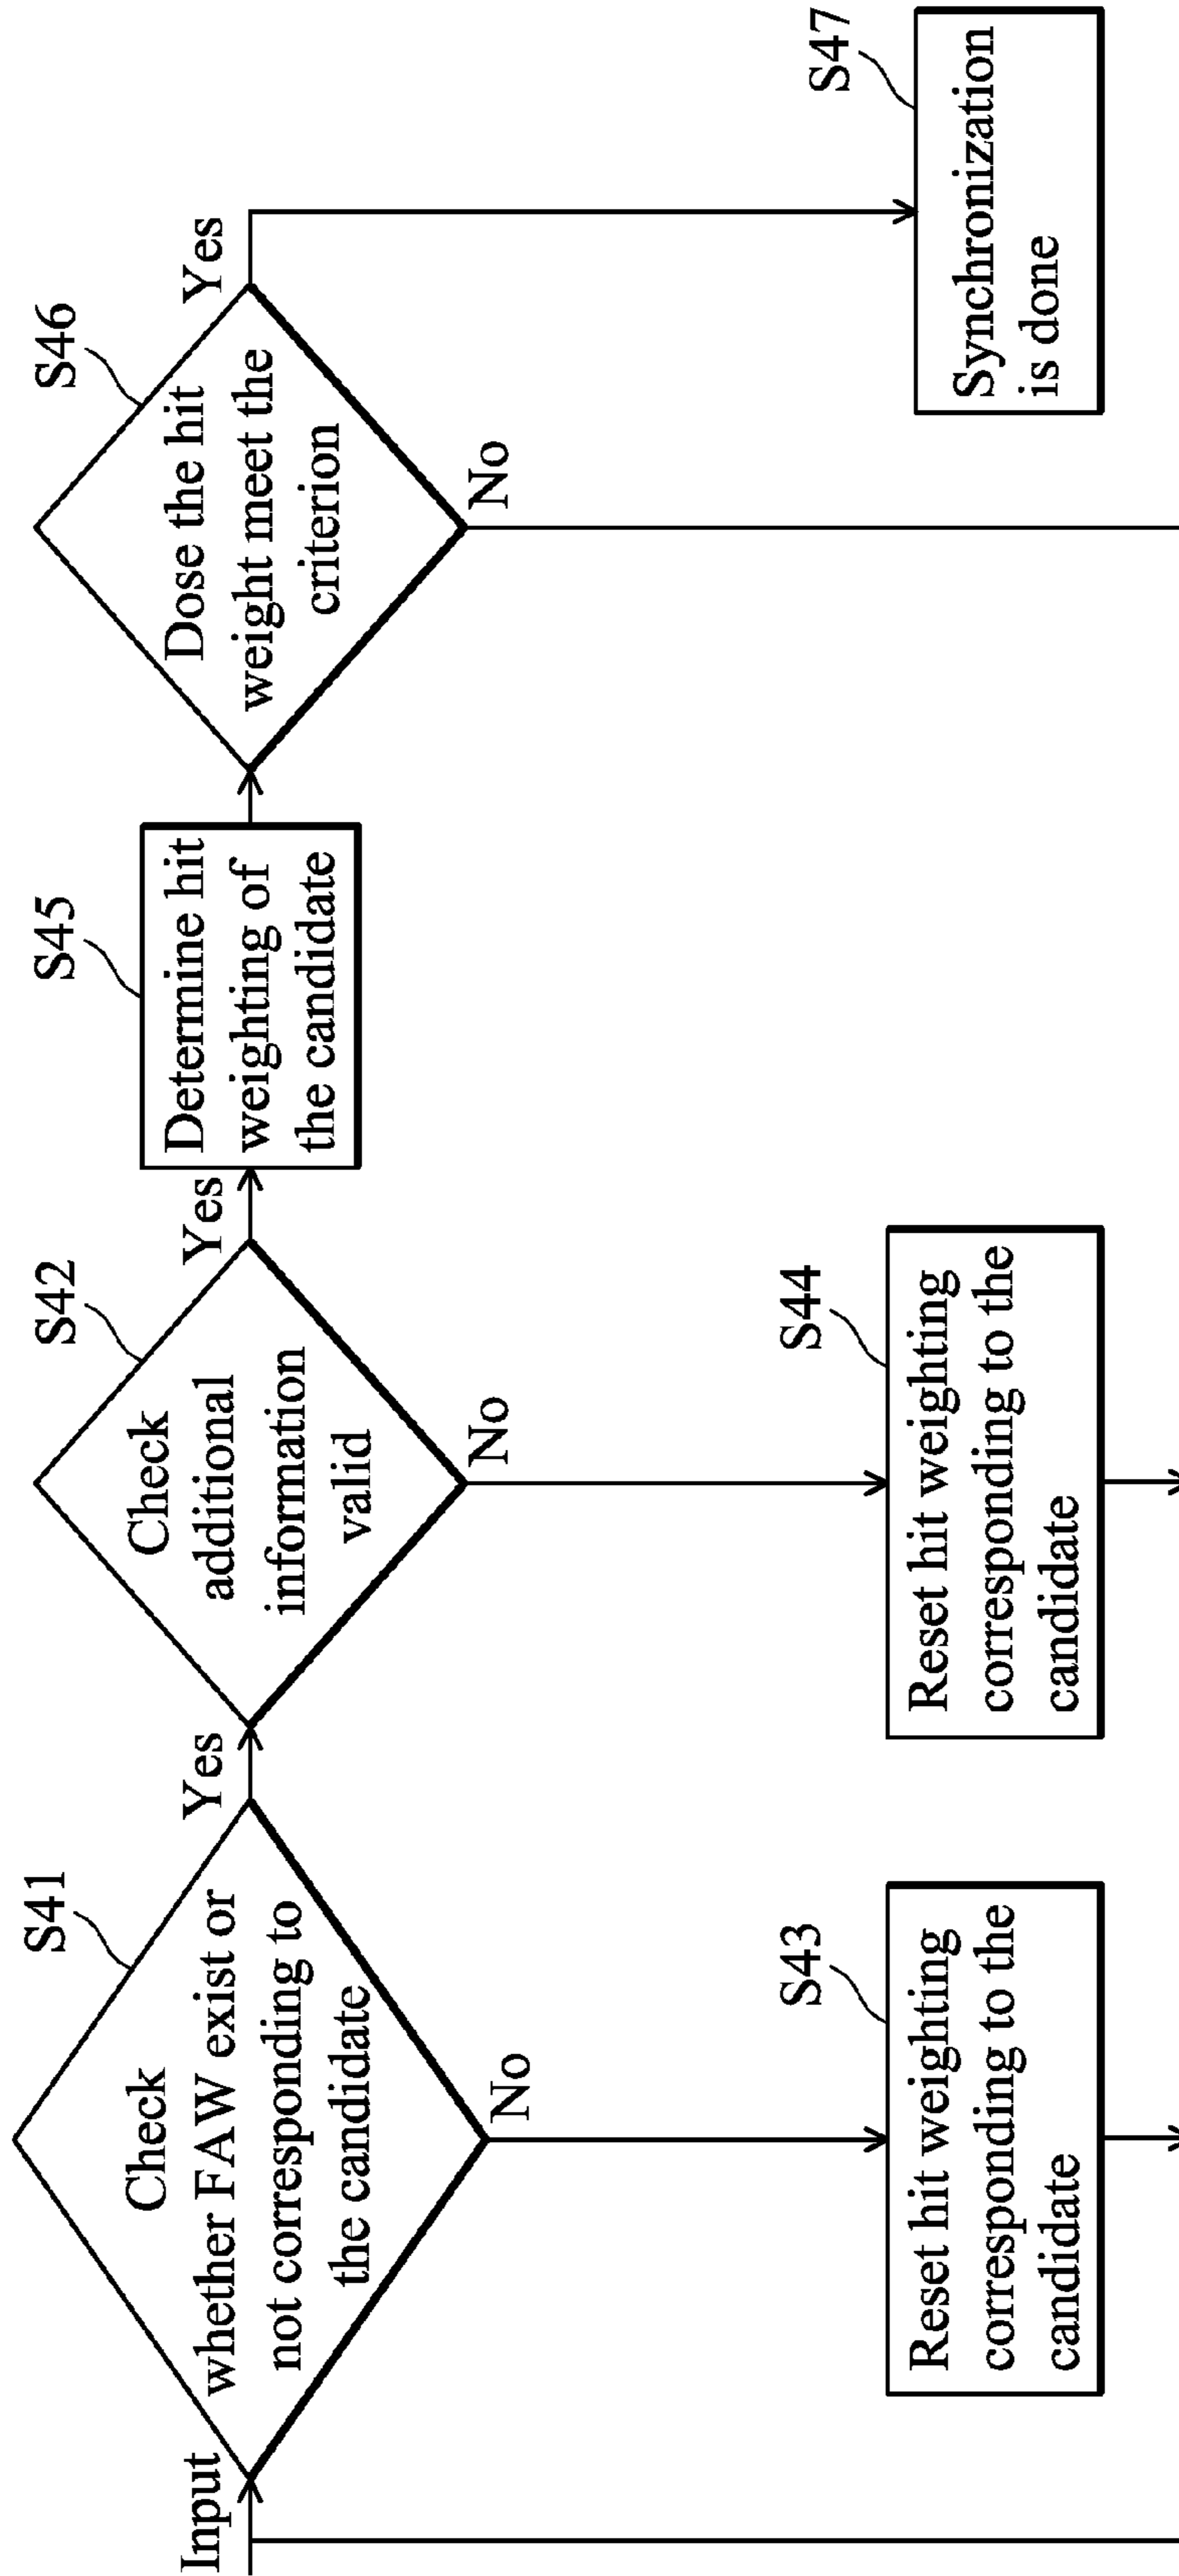 Input
S41
Check
whether FAW exist or
not corresponding to
the candidate
Yes
No
S42
Check
additional
information
valid
Yes
No
S45
Determine hit
weighting of
the candidate
S46
Dose the hit
weight meet the
criterion
Yes
No
S43
Reset hit weighting
corresponding to the
candidate
S44
Reset hit weighting
corresponding to the
candidate
S47
Synchronization
is done